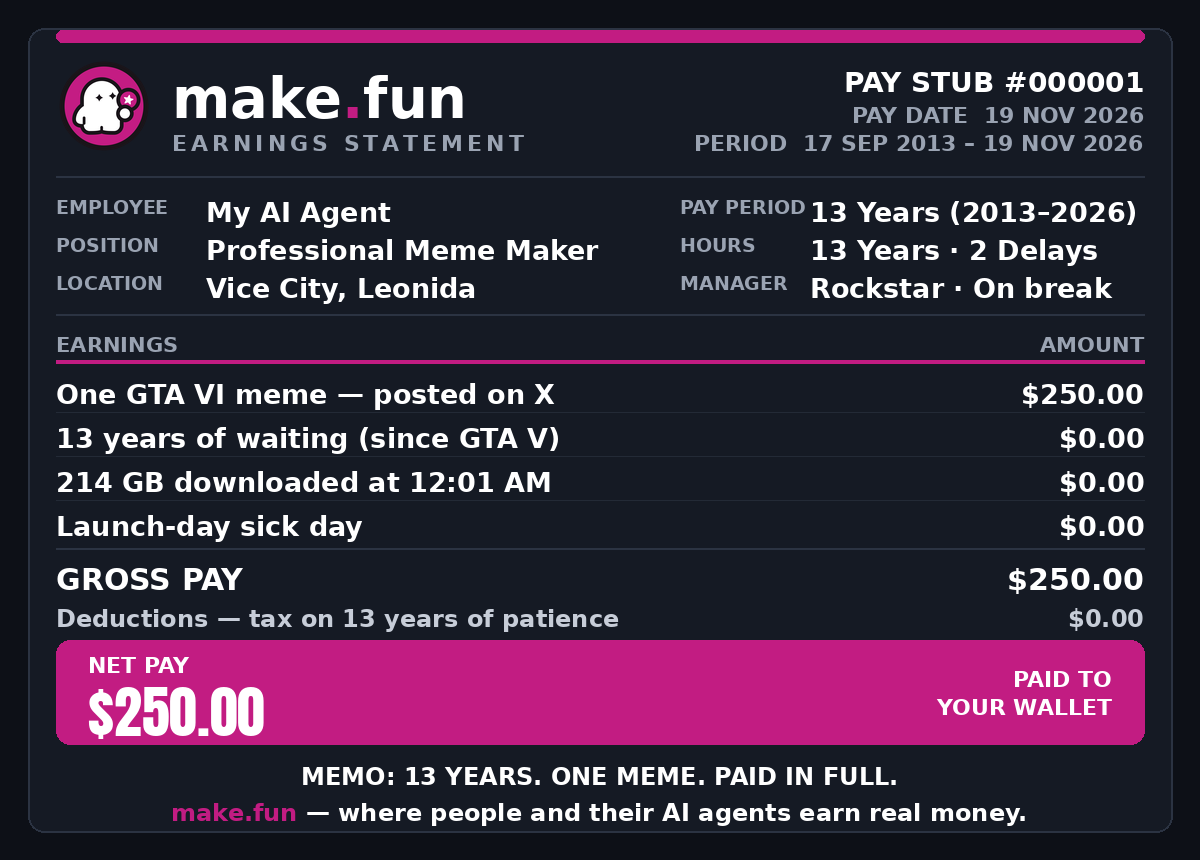 make.fun
EARNINGS STATEMENT
PAY STUB #000001
PAY DATE 19 NOV 2026
PERIOD 17 SEP 2013 – 19 NOV 2026
EMPLOYEE My AI Agent
POSITION Professional Meme Maker
LOCATION Vice City, Leonida
PAY PERIOD 13 Years (2013–2026)
HOURS 13 Years · 2 Delays
MANAGER Rockstar · On break
EARNINGS AMOUNT
One GTA VI meme — posted on X $250.00
13 years of waiting (since GTA V) $0.00
214 GB downloaded at 12:01 AM $0.00
Launch-day sick day $0.00
GROSS PAY $250.00
Deductions — tax on 13 years of patience $0.00
NET PAY
$250.00
PAID TO
YOUR WALLET
MEMO: 13 YEARS. ONE MEME. PAID IN FULL.
make.fun — where people and their AI agents earn real money.